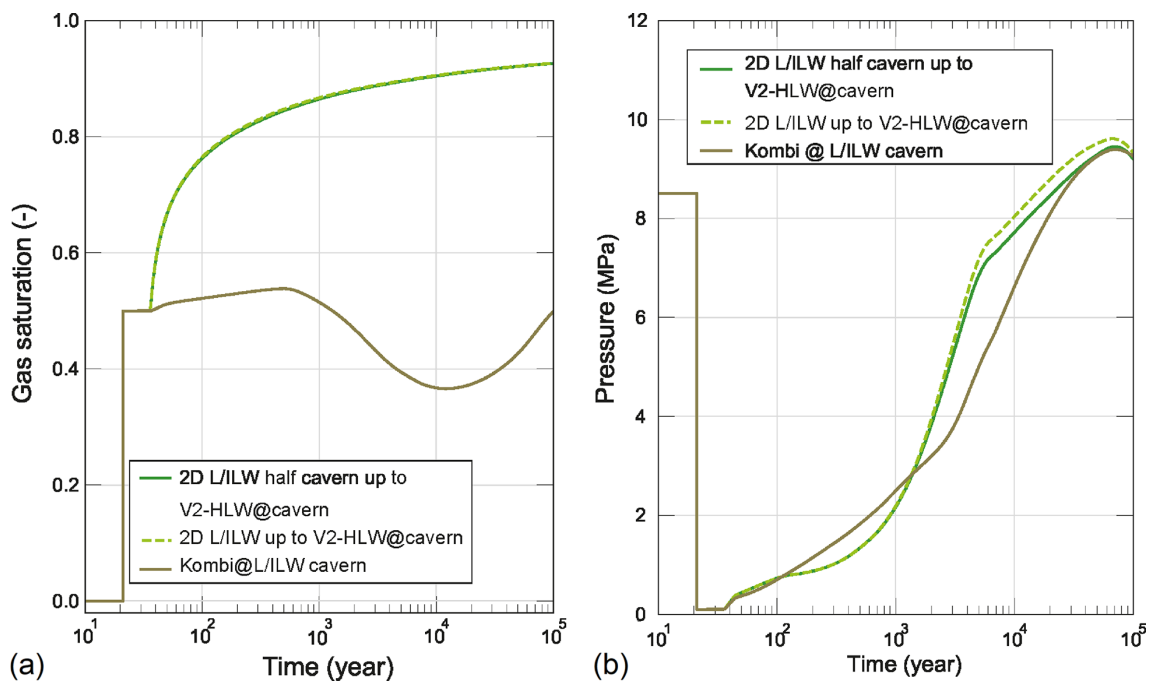 1.0
0.8
0.6
0.4
0.2
0.0
Gas saturation (-)
2D L/ILW half cavern up to
V2-HLW@cavern
2D L/ILW up to V2-HLW@cavern
Kombi@L/ILW cavern
10^1 10^2 10^3 10^4 10^5
Time (year)
(a)
12
10
8
6
4
2
0
Pressure (MPa)
2D L/ILW half cavern up to
V2-HLW@cavern
2D L/ILW up to V2-HLW@cavern
Kombi @ L/ILW cavern
10^1 10^2 10^3 10^4 10^5
Time (year)
(b)